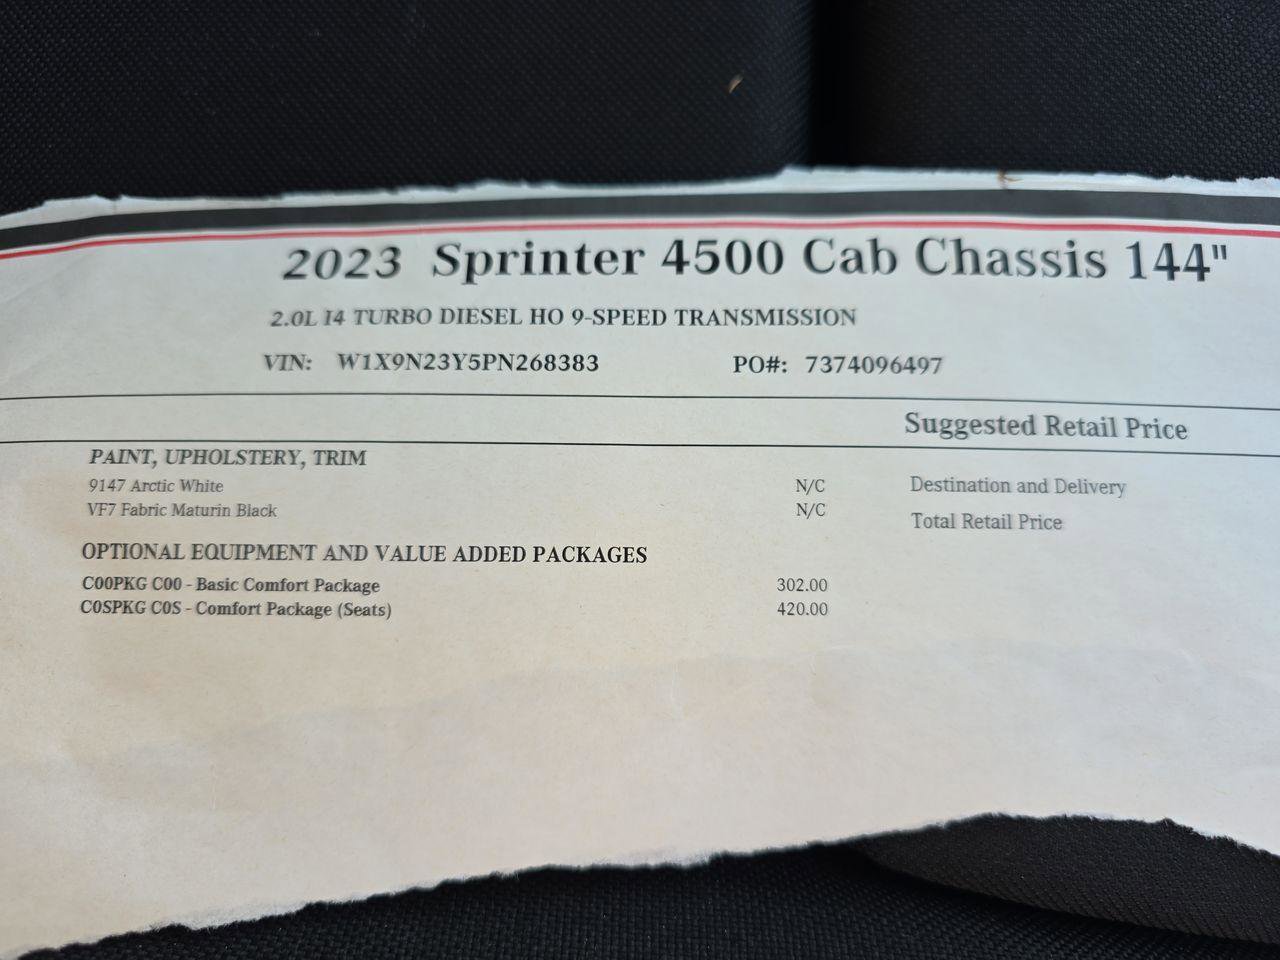 2023 Sprinter 4500 Cab Chassis 144"
2.0L I4 TURBO DIESEL HO 9-SPEED TRANSMISSION
VIN: W1X9N23Y5PN268383 PO#: 7374096497
Suggested Retail Price
PAINT, UPHOLSTERY, TRIM
9147 Arctic White N/C Destination and Delivery
VF7 Fabric Maturin Black N/C Total Retail Price
OPTIONAL EQUIPMENT AND VALUE ADDED PACKAGES
C00PKG C00 - Basic Comfort Package 302.00
C0SPKG C0S - Comfort Package (Seats) 420.00